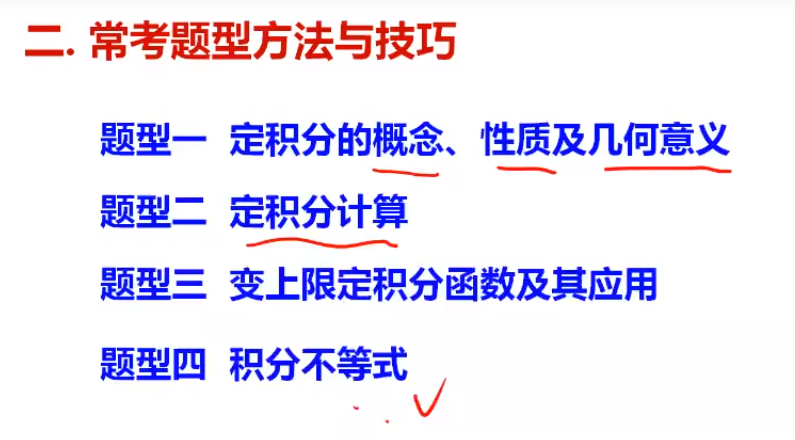 二. 常考题型方法与技巧
题型一 定积分的概念、性质及几何意义
题型二 定积分计算
题型三 变上限定积分函数及其应用
题型四 积分不等式